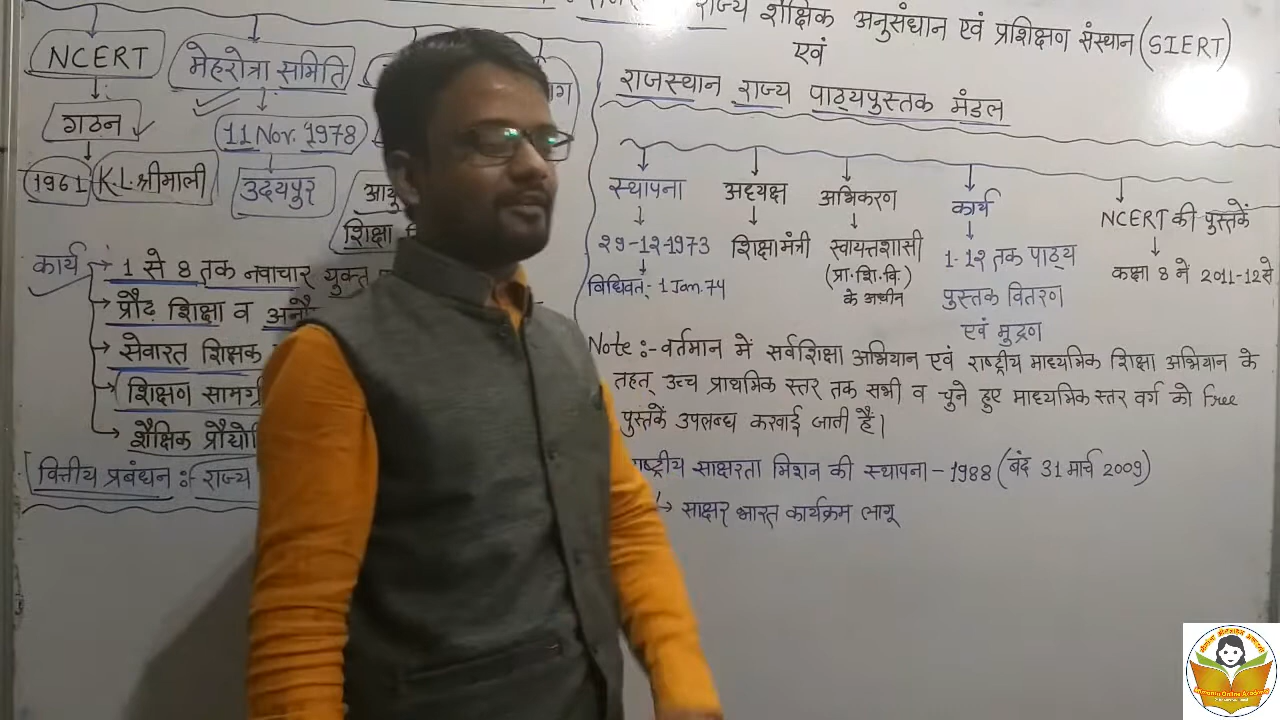 राज्य शैक्षिक अनुसंधान एवं प्रशिक्षण संस्थान (SIERT)
एवं
राजस्थान राज्य पाठ्यपुस्तक मंडल
NCERT
गठन
1961 K.L. श्रीमाली
मेहरोत्रा समिति
11 Nov. 1978
उदयपुर
शिक्षा
कार्य
1 से 8 तक नवाचार युक्त
प्रौढ़ शिक्षा व
सेवारत शिक्षक
शिक्षण
शैक्षिक
वित्तीय प्रबंधन :- राज्य
स्थापना
29-12-1973
विधिवत्- 1 Jan. 74
अध्यक्ष
शिक्षामंत्री
अभिकरण
स्वायत्तशासी
(प्रा.शि.वि.)
के अधीन
कार्य
1-12 तक पाठ्य
पुस्तक वितरण
एवं मुद्रण
NCERT की पुस्तकें
कक्षा 8 में 2011-12 से
Note :- वर्तमान में सर्वशिक्षा अभियान एवं राष्ट्रीय माध्यमिक शिक्षा अभियान के
तहत् उच्च प्राथमिक स्तर तक सभी व चुने हुए माध्यमिक स्तर वर्ग को Free
पुस्तकें उपलब्ध करवाई जाती है।
साक्षरता मिशन की स्थापना - 1988 (बंद 31 मार्च 2009)
साक्षर भारत कार्यक्रम लागू